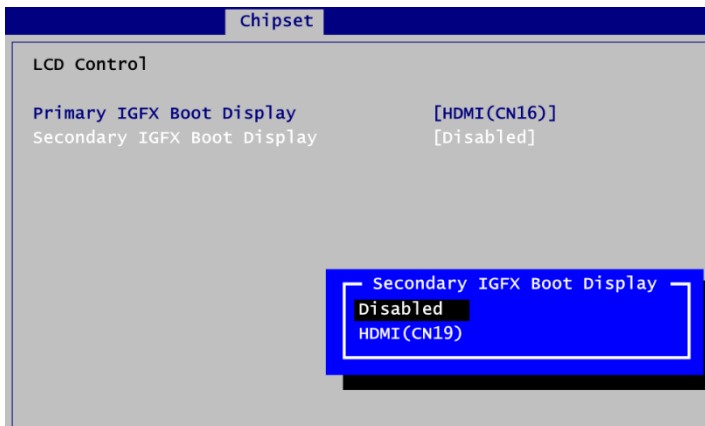 Chipset
LCD Control
Primary IGFX Boot Display [HDMI(CN16)]
Secondary IGFX Boot Display [Disabled]
Secondary IGFX Boot Display
Disabled
HDMI(CN19)